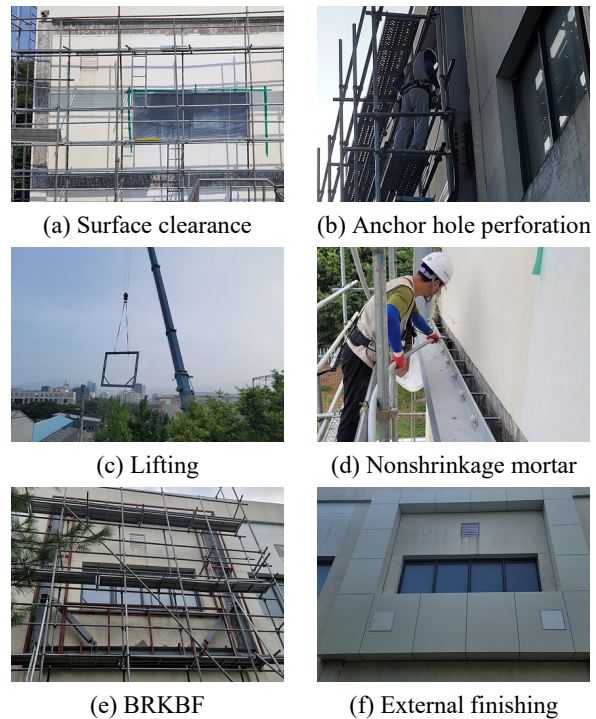 (a) Surface clearance
(b) Anchor hole perforation
(c) Lifting
(d) Nonshrinkage mortar
(e) BRKBF
(f) External finishing